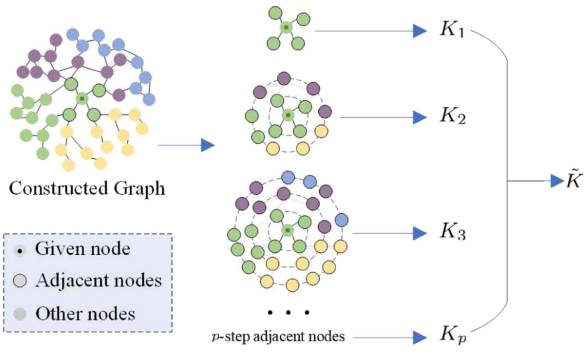 K₁
K₂
K̃
Constructed Graph
K₃
Given node
Adjacent nodes
Other nodes
• • •
p-step adjacent nodes
Kₚ